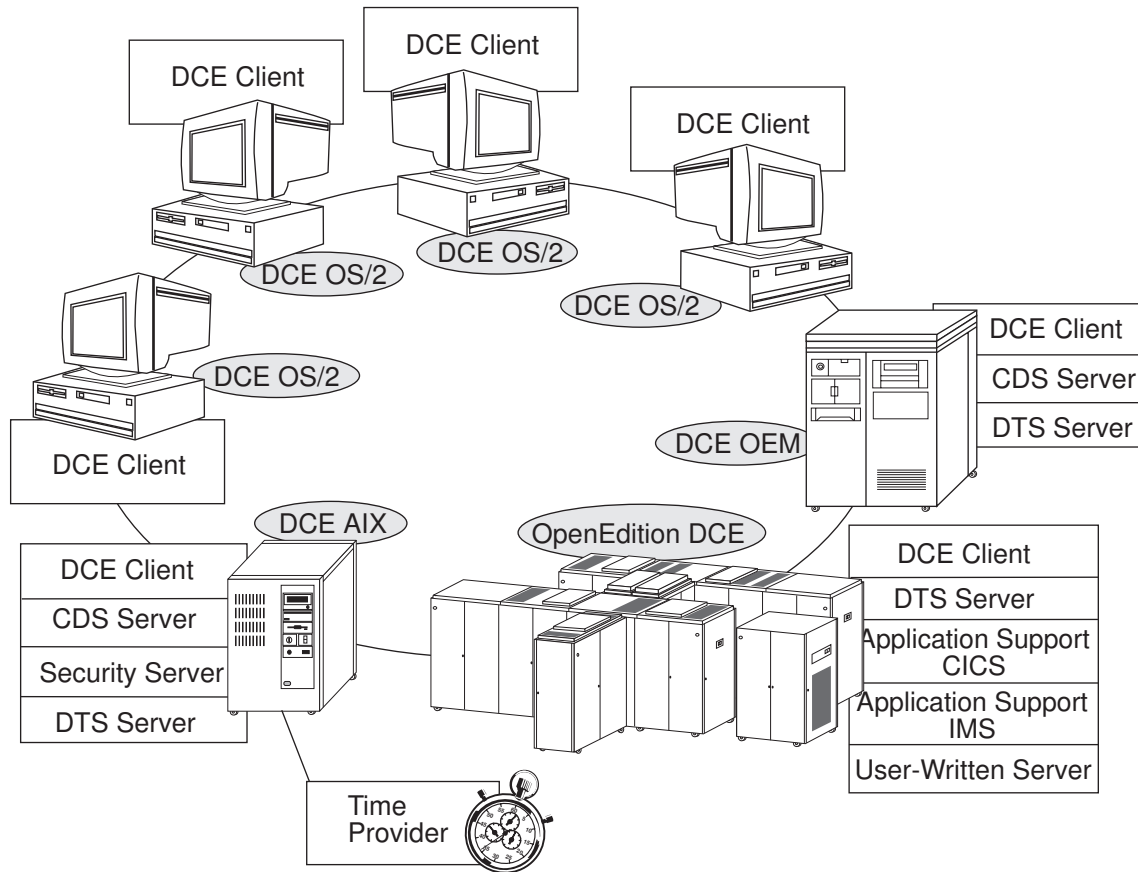 DCE Client
DCE Client
DCE Client
DCE OS/2
DCE OS/2
DCE OS/2
DCE OS/2
DCE Client
DCE Client
CDS Server
DTS Server
DCE OEM
DCE AIX
OpenEdition DCE
DCE Client
CDS Server
Security Server
DTS Server
DCE Client
DTS Server
Application Support
CICS
Application Support
IMS
User-Written Server
Time
Provider